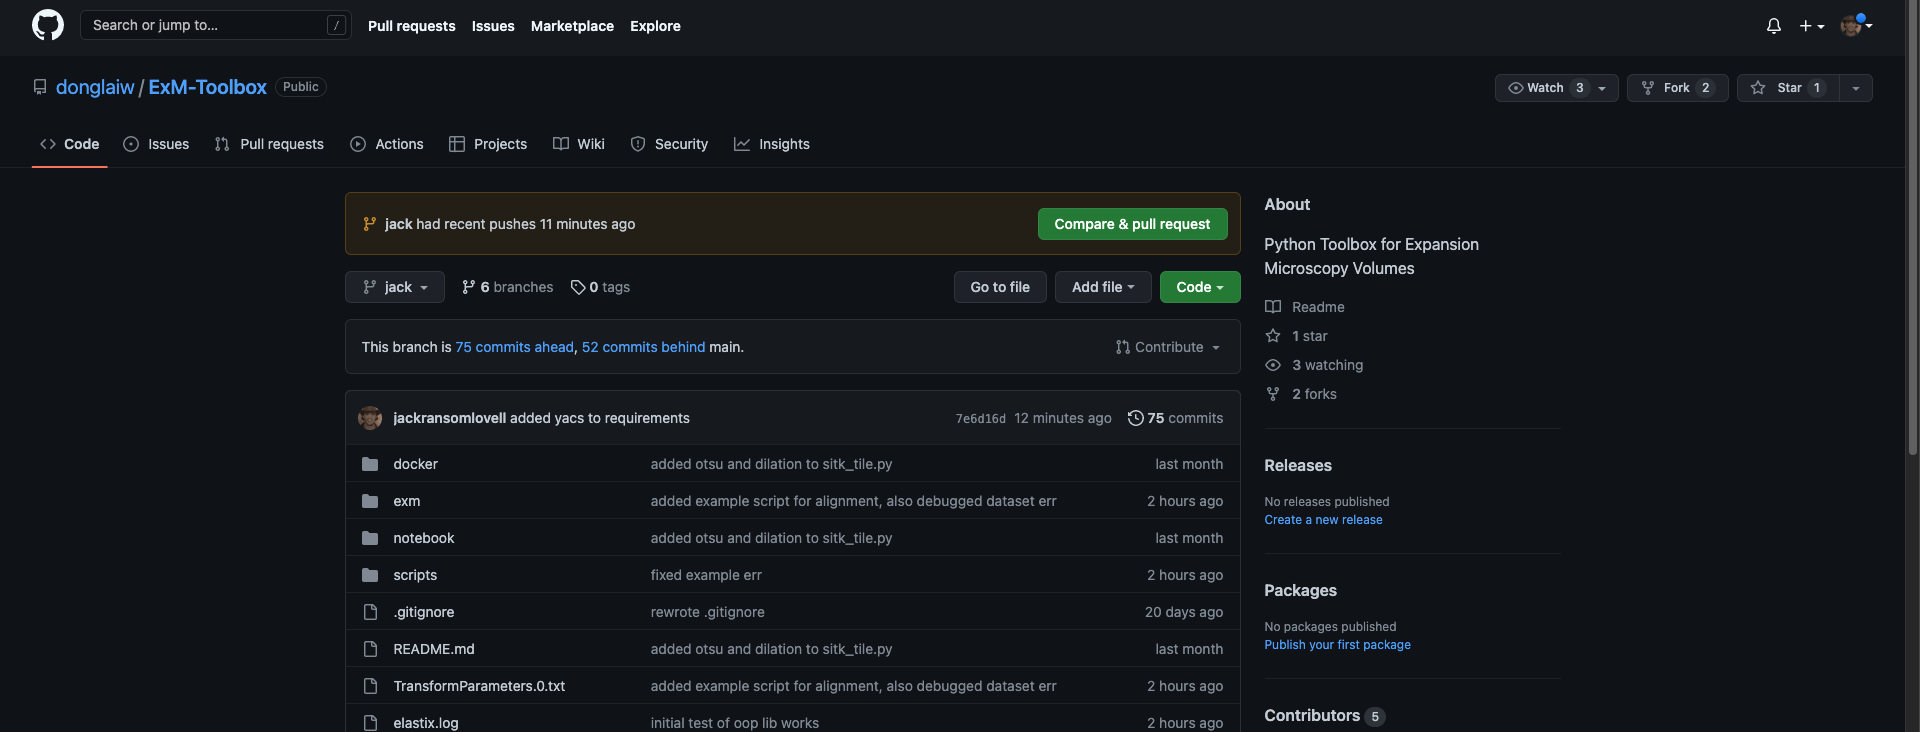 Search or jump to... /
Pull requests Issues Marketplace Explore
donglaiw / ExM-Toolbox Public
Watch 3 Fork 2 Star 1
Code Issues Pull requests Actions Projects Wiki Security Insights
jack had recent pushes 11 minutes ago Compare & pull request
jack 6 branches 0 tags Go to file Add file Code
This branch is 75 commits ahead, 52 commits behind main. Contribute
jackransomlovell added yacs to requirements 7e6d16d 12 minutes ago 75 commits
docker added otsu and dilation to sitk_tile.py last month
exm added example script for alignment, also debugged dataset err 2 hours ago
notebook added otsu and dilation to sitk_tile.py last month
scripts fixed example err 2 hours ago
.gitignore rewrote .gitignore 20 days ago
README.md added otsu and dilation to sitk_tile.py last month
TransformParameters.0.txt added example script for alignment, also debugged dataset err 2 hours ago
elastix.log initial test of oop lib works 2 hours ago
About
Python Toolbox for Expansion
Microscopy Volumes
Readme
1 star
3 watching
2 forks
Releases
No releases published
Create a new release
Packages
No packages published
Publish your first package
Contributors 5